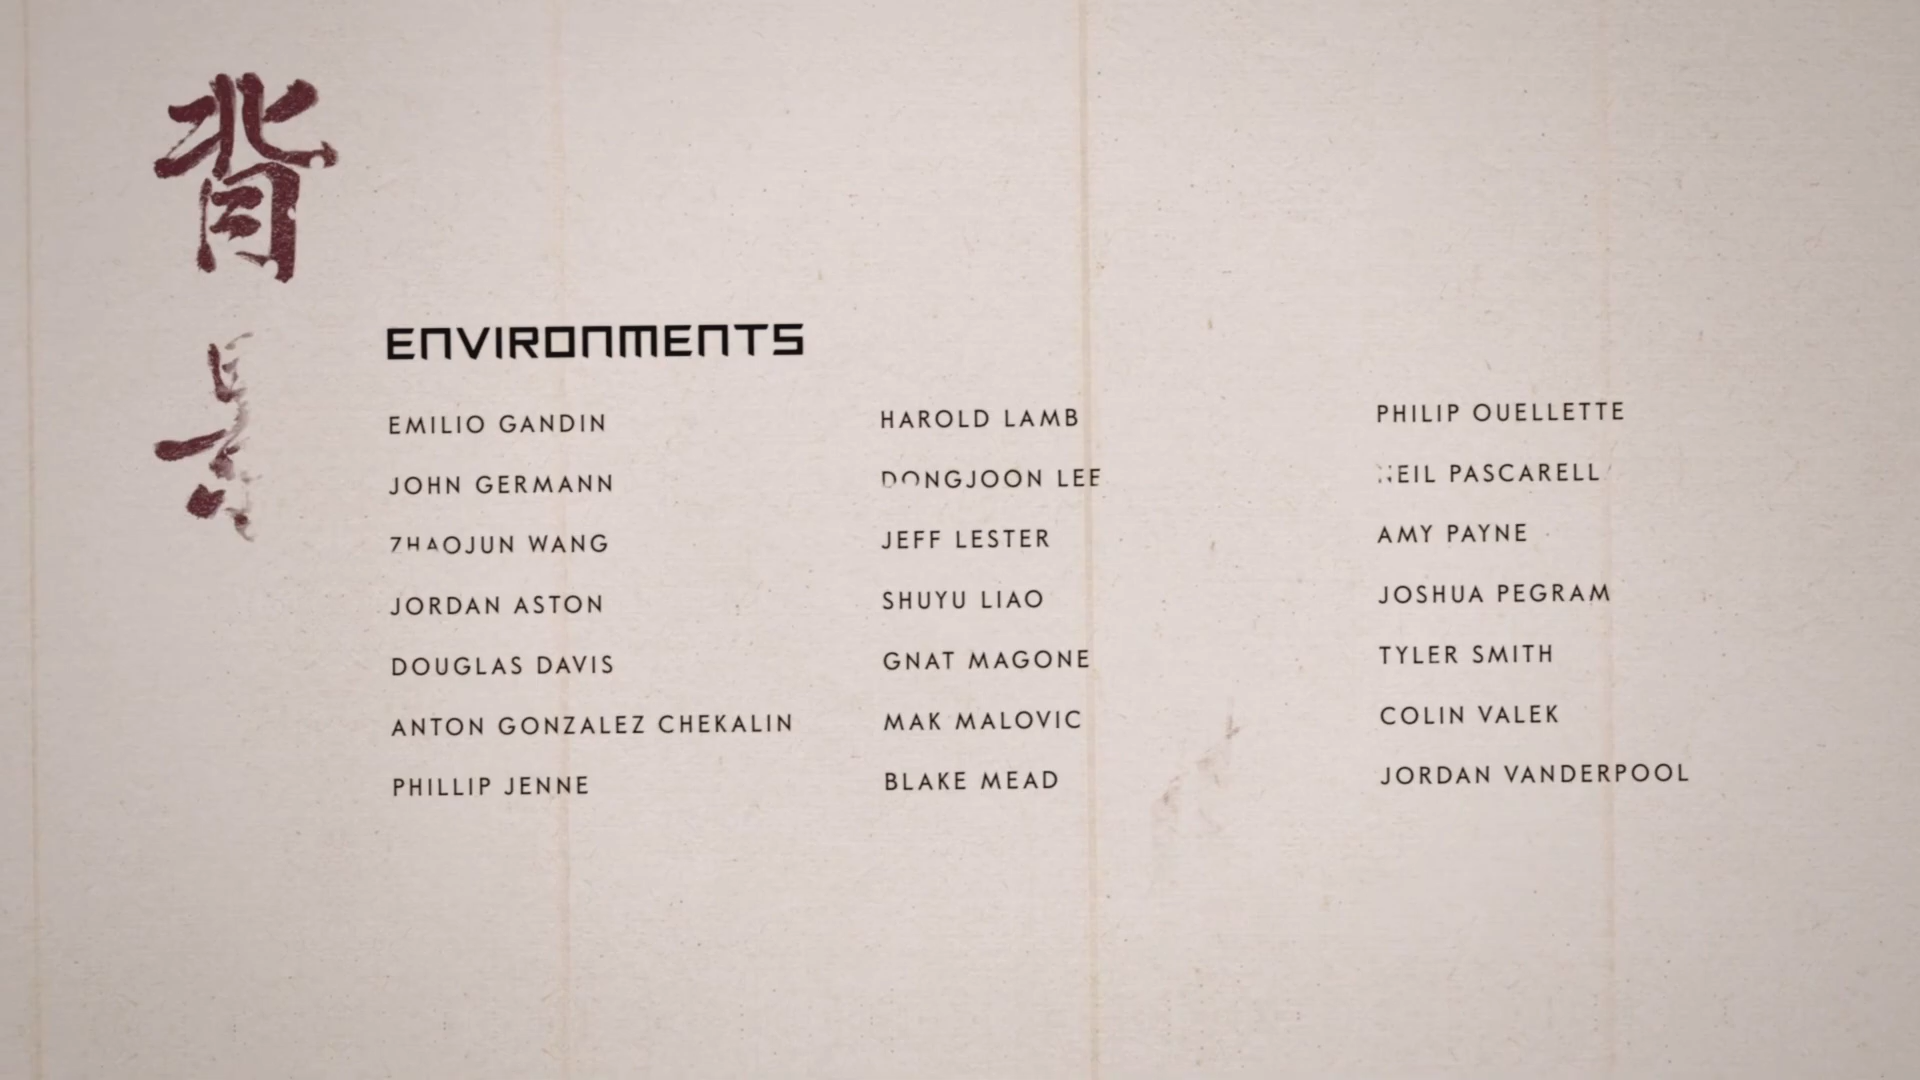 背
ENVIRONMENTS
EMILIO GANDIN
JOHN GERMANN
ZHAOJUN WANG
JORDAN ASTON
DOUGLAS DAVIS
ANTON GONZALEZ CHEKALIN
PHILLIP JENNE
HAROLD LAMB
DONGJOON LEE
JEFF LESTER
SHUYU LIAO
GNAT MAGONE
MAK MALOVIC
BLAKE MEAD
PHILIP OUELLETTE
NEIL
AMY PAYNE
JOSHUA PEGRAM
TYLER SMITH
COLIN VALEK
JORDAN VANDERPOOL